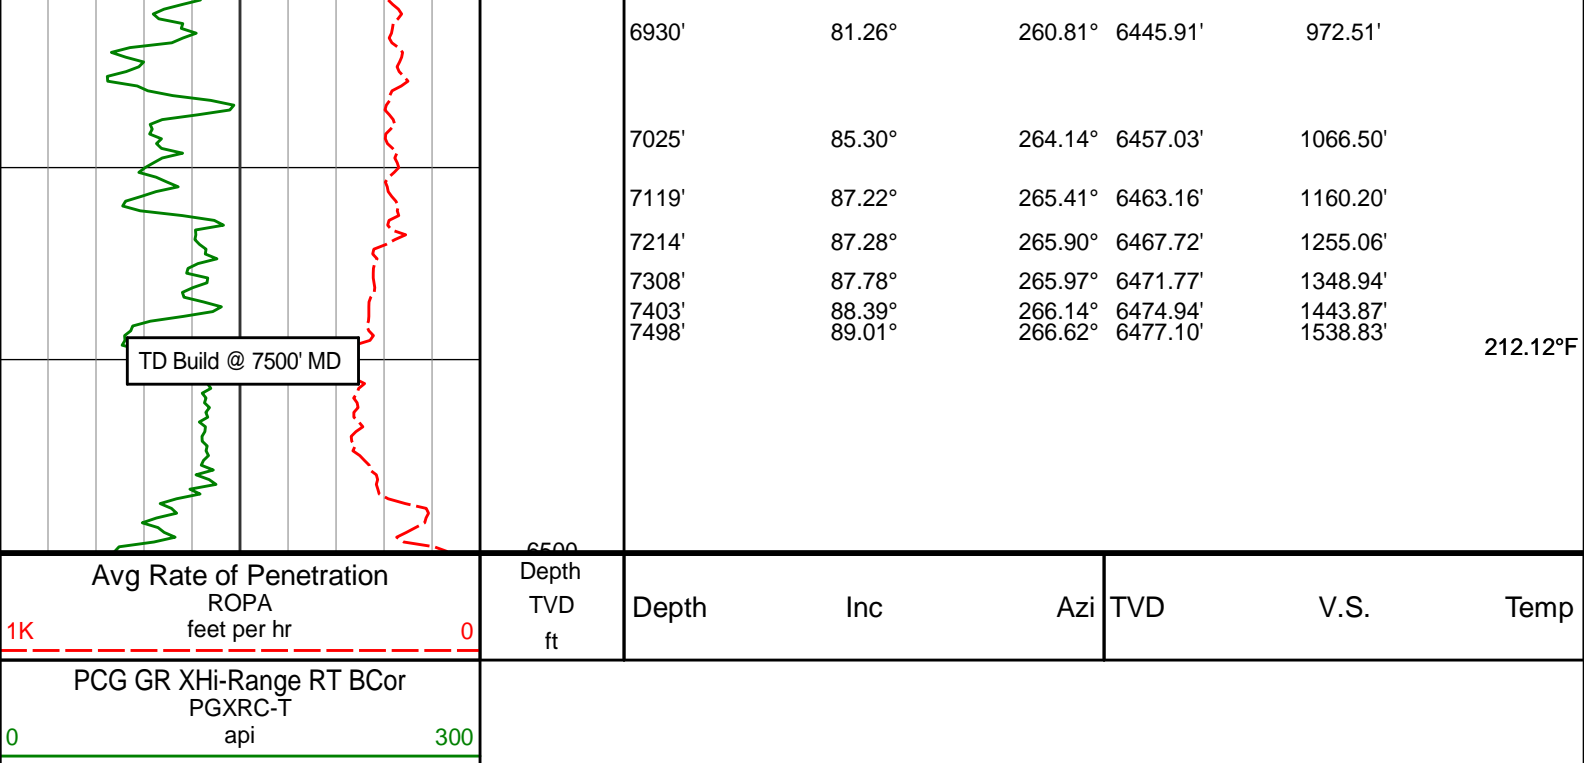 6930' 81.26° 260.81° 6445.91' 972.51'
7025' 85.30° 264.14° 6457.03' 1066.50'
7119' 87.22° 265.41° 6463.16' 1160.20'
7214' 87.28° 265.90° 6467.72' 1255.06'
7308' 87.78° 265.97° 6471.77' 1348.94'
7403' 88.39° 266.14° 6474.94' 1443.87'
7498' 89.01° 266.62° 6477.10' 1538.83'
212.12°F
TD Build @ 7500' MD
6500
Avg Rate of Penetration
ROPA
feet per hr
1K 0
Depth
TVD
ft
Depth Inc Azi TVD V.S. Temp
PCG GR XHi-Range RT BCor
PGXRC-T
api
0 300